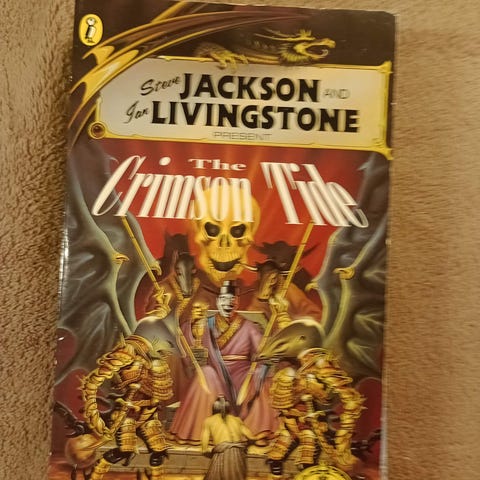 Steve JACKSON AND
Ian LIVINGSTONE
PRESENT
The
Crimson Tide